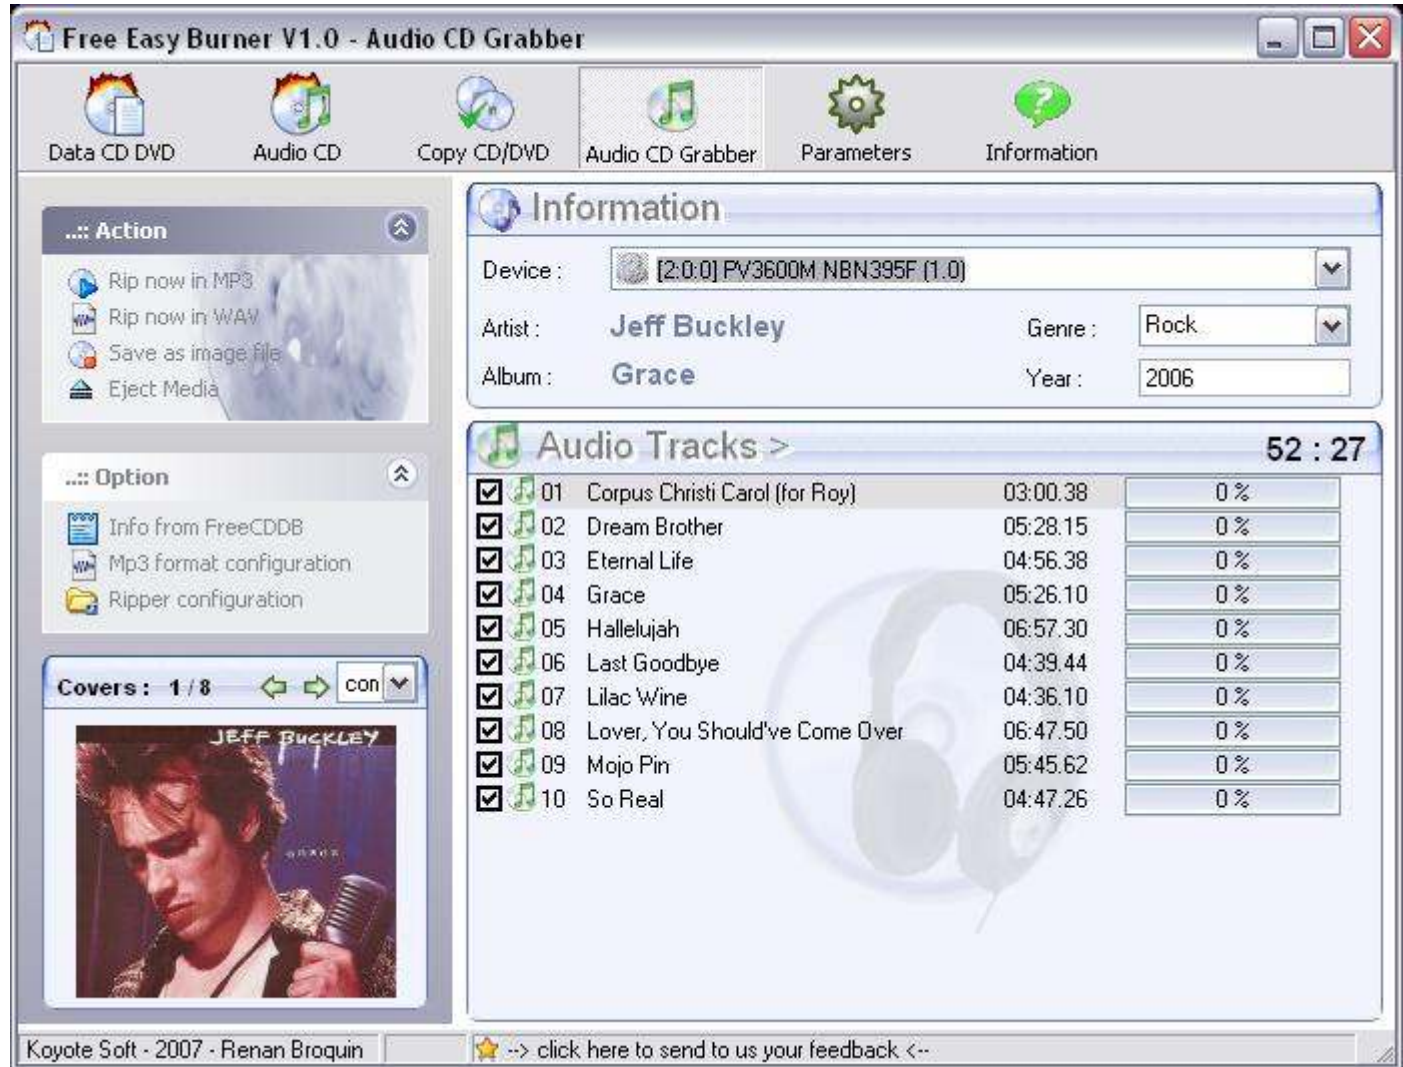 Free Easy Burner V1.0 - Audio CD Grabber
Data CD DVD
Audio CD
Copy CD/DVD
Audio CD Grabber
Parameters
Information
..:: Action
Rip now in MP3
Rip now in WAV
Save as image file
Eject Media
..:: Option
Info from FreeCDDB
Mp3 format configuration
Ripper configuration
Covers : 1 / 8 con
JEFF BUCKLEY
GRACE
Information
Device : [2:0:0] PV3600M NBN395F (1.0)
Artist : Jeff Buckley Genre : Rock
Album : Grace Year : 2006
Audio Tracks > 52 : 27
01 Corpus Christi Carol (for Roy) 03:00.38 0 %
02 Dream Brother 05:28.15 0 %
03 Eternal Life 04:56.38 0 %
04 Grace 05:26.10 0 %
05 Hallelujah 06:57.30 0 %
06 Last Goodbye 04:39.44 0 %
07 Lilac Wine 04:36.10 0 %
08 Lover, You Should've Come Over 06:47.50 0 %
09 Mojo Pin 05:45.62 0 %
10 So Real 04:47.26 0 %
Koyote Soft - 2007 - Renan Broquin
--> click here to send to us your feedback <--